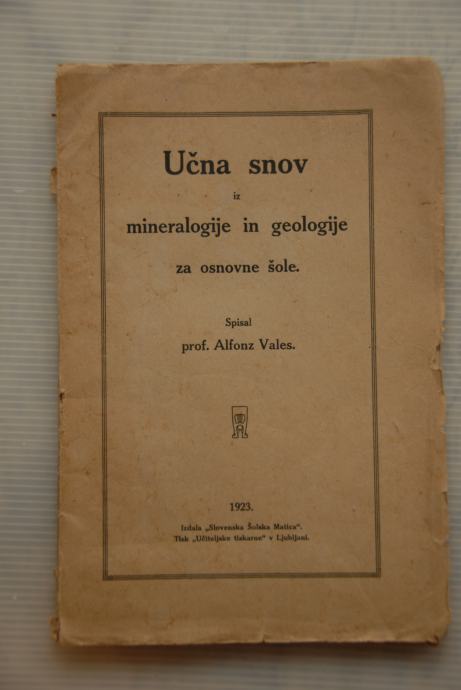 Učna snov
iz
mineralogije in geologije
za osnovne šole.
Spisal
prof. Alfonz Vales.
1923.
Izdala „Slovenska Šolska Matica“.
Tisk „Učiteljske tiskarne“ v Ljubljani.